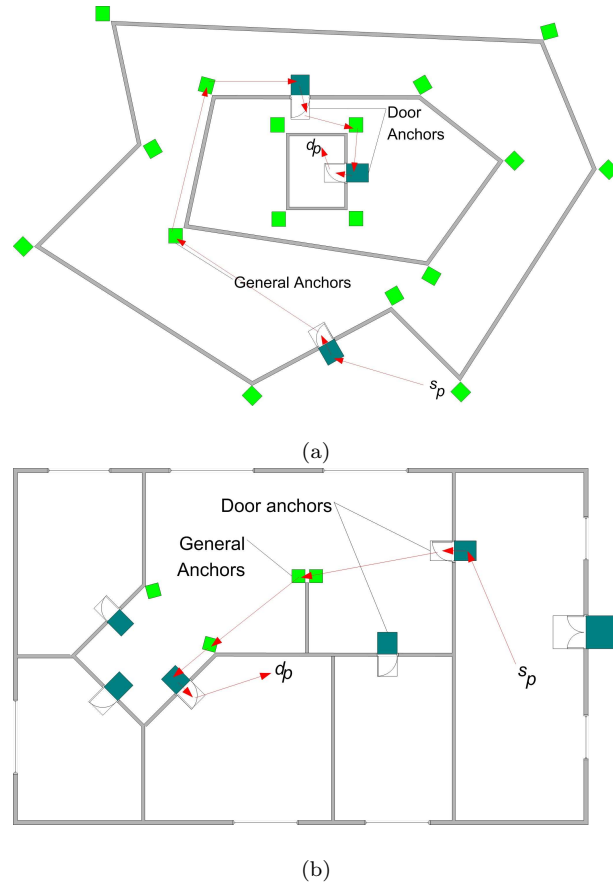 Door
Anchors
dp
General Anchors
sp
(a)
Door anchors
General
Anchors
dp
sp
(b)